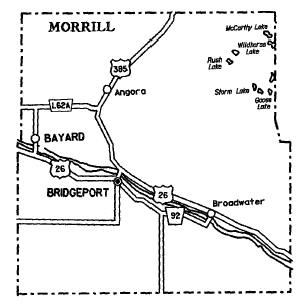 MORRILL
McCarthy Lake
Wildhorse
Lake
Rush
Lake
385
Angora
Storm Lake
Goose
Lake
L62A
BAYARD
26
BRIDGEPORT
26
Broadwater
92